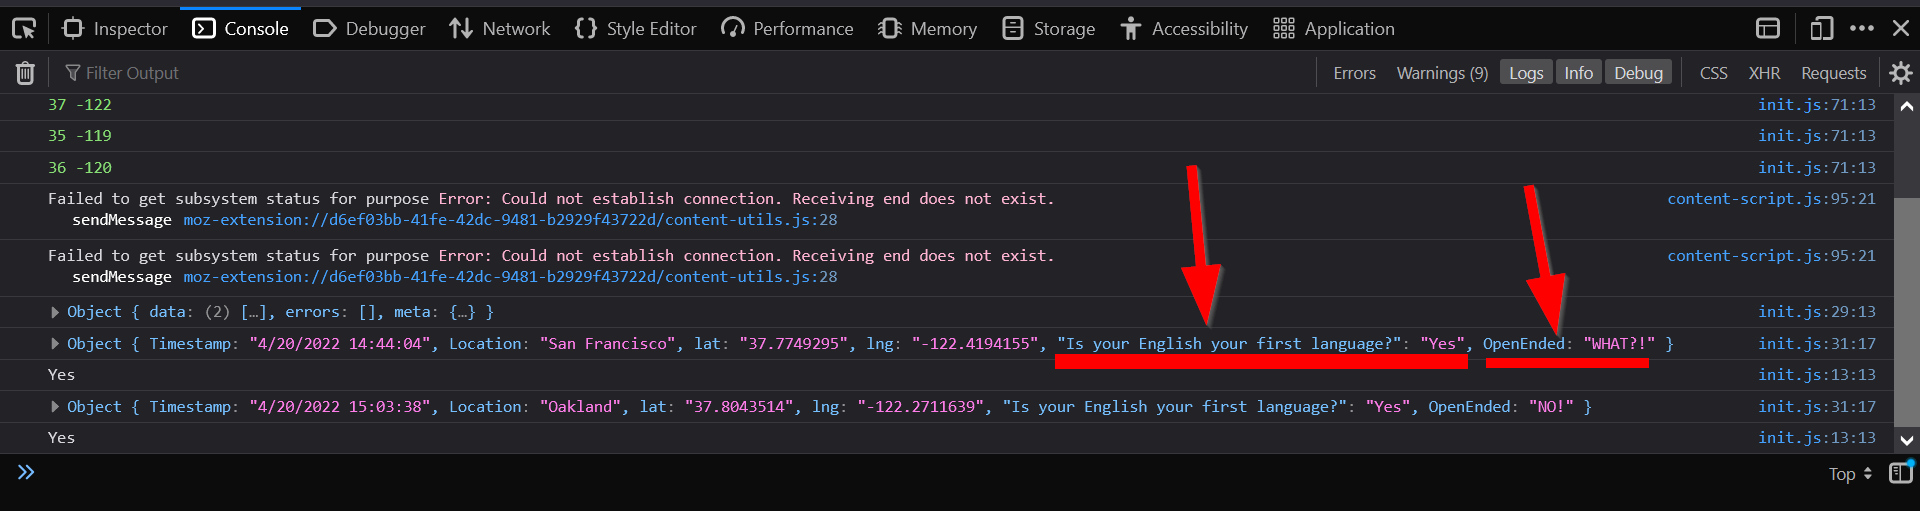 Inspector Console Debugger Network Style Editor Performance Memory Storage Accessibility Application
Filter Output Errors Warnings (9) Logs Info Debug CSS XHR Requests
37 -122 init.js:71:13
35 -119 init.js:71:13
36 -120 init.js:71:13
Failed to get subsystem status for purpose Error: Could not establish connection. Receiving end does not exist. content-script.js:95:21
sendMessage moz-extension://d6ef03bb-41fe-42dc-9481-b2929f43722d/content-utils.js:28
Failed to get subsystem status for purpose Error: Could not establish connection. Receiving end does not exist. content-script.js:95:21
sendMessage moz-extension://d6ef03bb-41fe-42dc-9481-b2929f43722d/content-utils.js:28
Object { data: (2) […], errors: [], meta: {…} } init.js:29:13
Object { Timestamp: "4/20/2022 14:44:04", Location: "San Francisco", lat: "37.7749295", lng: "-122.4194155", "Is your English your first language?": "Yes", OpenEnded: "WHAT?!" } init.js:31:17
Yes init.js:13:13
Object { Timestamp: "4/20/2022 15:03:38", Location: "Oakland", lat: "37.8043514", lng: "-122.2711639", "Is your English your first language?": "Yes", OpenEnded: "NO!" } init.js:31:17
Yes init.js:13:13
Top